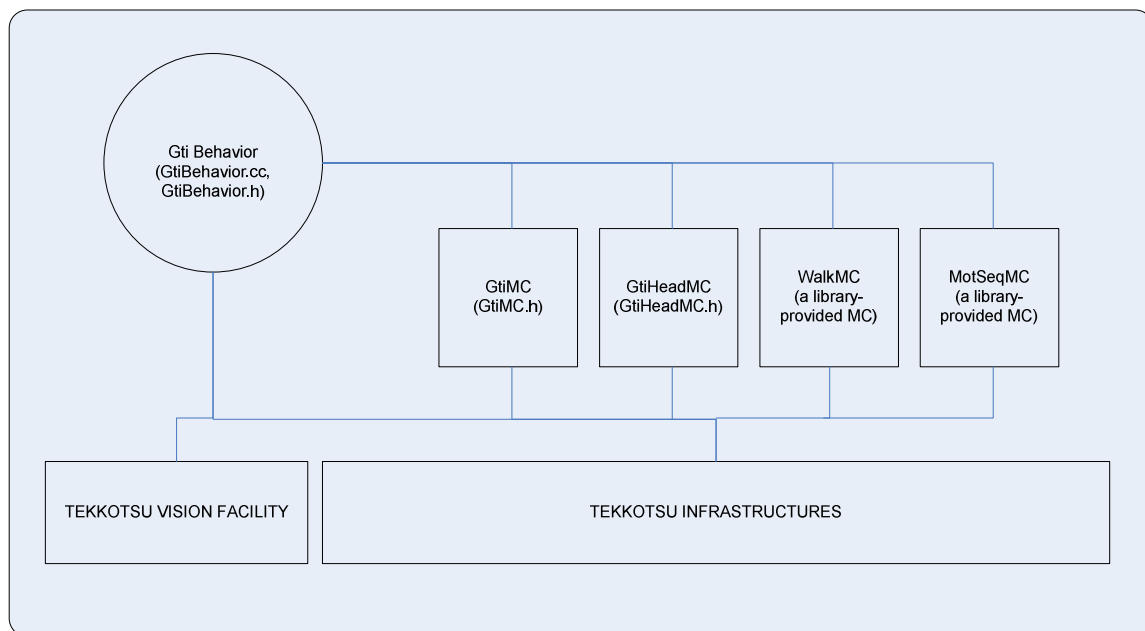 Gti Behavior
(GtiBehavior.cc,
GtiBehavior.h)
GtiMC
(GtiMC.h)
GtiHeadMC
(GtiHeadMC.h)
WalkMC
(a library-
provided MC)
MotSeqMC
(a library-
provided MC)
TEKKOTSU VISION FACILITY
TEKKOTSU INFRASTRUCTURES